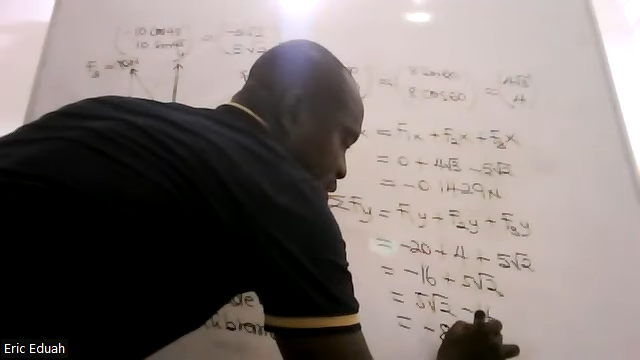 (-10 cos45
10 sin45) = (-5√2
5√2)
F₃ = 10N
= (8 sin60
8 cos60) = (4√3
4)
x = F₁x + F₂x + F₃x
= 0 + 4√3 - 5√2
= -0.1429N
ΣFy = F₁y + F₂y + F₃y
= -20 + 4 + 5√2
= -16 + 5√2
= 5√2 -
= -8
Eric Eduah